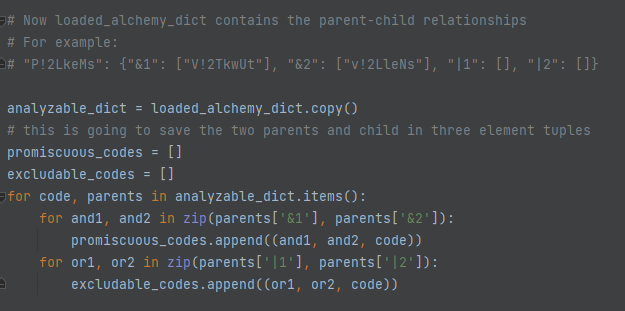 # Now loaded_alchemy_dict contains the parent-child relationships
# For example:
# "P!2LkeMs": {"&1": ["V!2TkwUt"], "&2": ["v!2LleNs"], "|1": [], "|2": []}
analyzable_dict = loaded_alchemy_dict.copy()
# this is going to save the two parents and child in three element tuples
promiscuous_codes = []
excludable_codes = []
for code, parents in analyzable_dict.items():
    for and1, and2 in zip(parents['&1'], parents['&2']):
        promiscuous_codes.append((and1, and2, code))
    for or1, or2 in zip(parents['|1'], parents['|2']):
        excludable_codes.append((or1, or2, code))